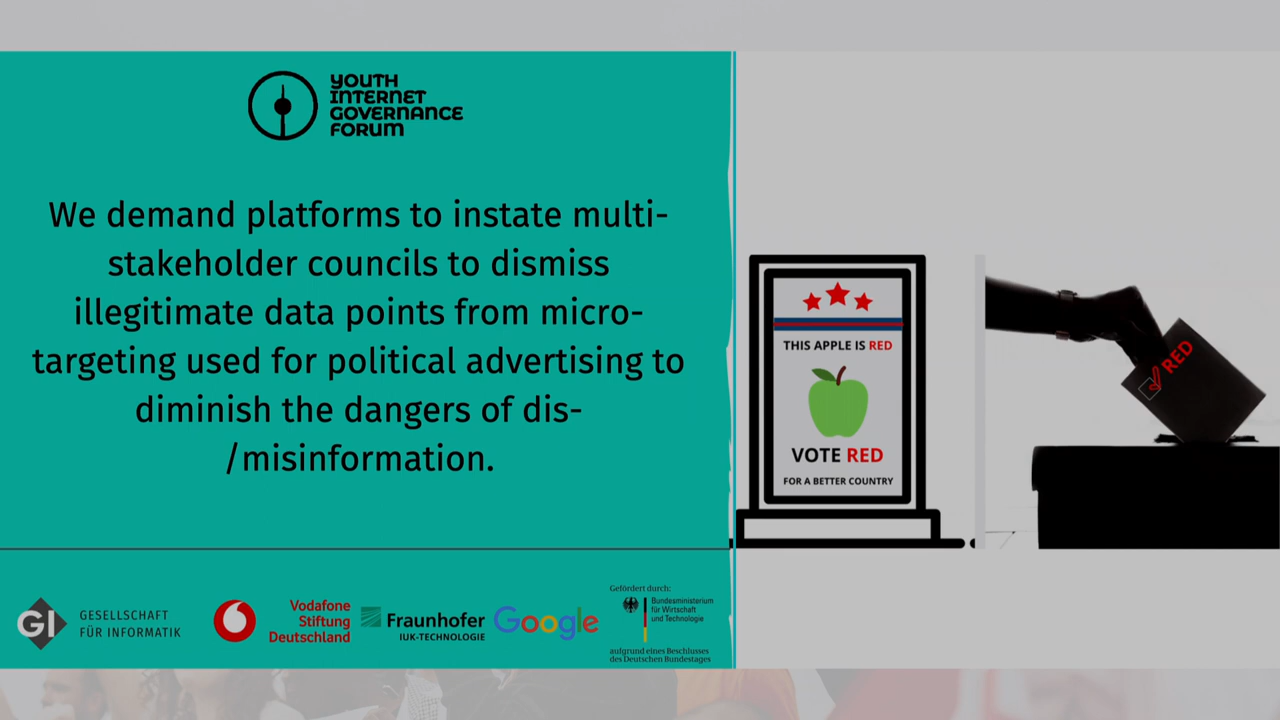 YOUTH
INTERNET
GOVERNANCE
FORUM
We demand platforms to instate multi-
stakeholder councils to dismiss
illegitimate data points from micro-
targeting used for political advertising to
diminish the dangers of dis-
/misinformation.
THIS APPLE IS RED
VOTE RED
FOR A BETTER COUNTRY
RED
GI
GESELLSCHAFT
FÜR INFORMATIK
Vodafone
Stiftung
Deutschland
Fraunhofer
IUK-TECHNOLOGIE
Google
Gefördert durch:
Bundesministerium
für Wirtschaft
und Technologie
aufgrund eines Beschlusses
des Deutschen Bundestages